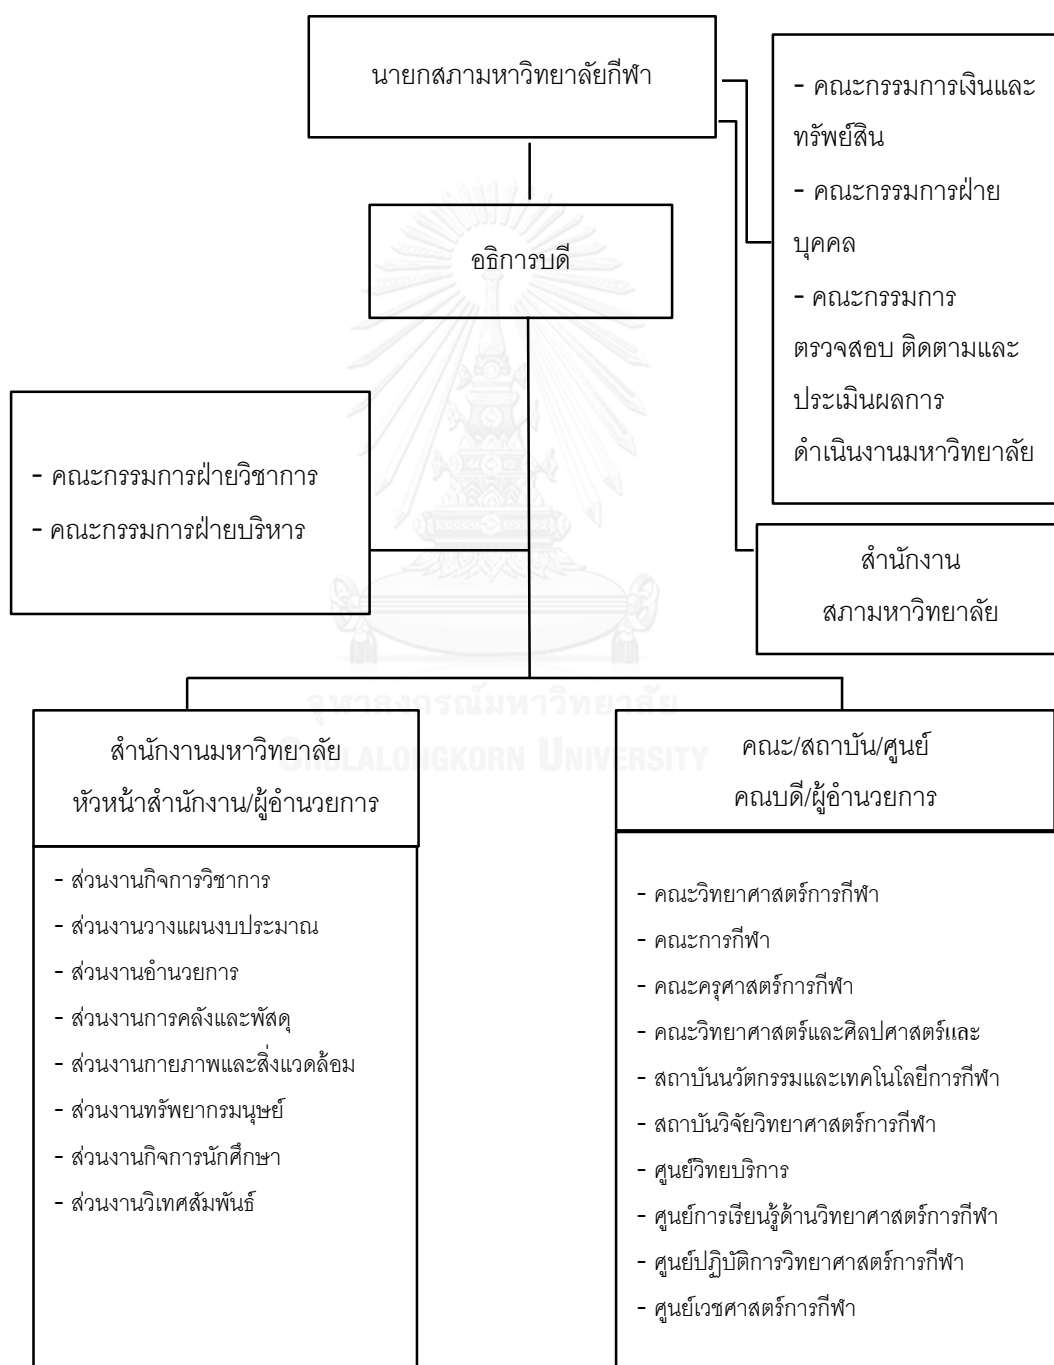 นายกสภามหาวิทยาลัยกีฬา
- คณะกรรมการเงินและ
ทรัพย์สิน
- คณะกรรมการฝ่าย
บุคคล
- คณะกรรมการ
ตรวจสอบ ติดตามและ
ประเมินผลการ
ดำเนินงานมหาวิทยาลัย
อธิการบดี
- คณะกรรมการฝ่ายวิชาการ
- คณะกรรมการฝ่ายบริหาร
สำนักงาน
สภามหาวิทยาลัย
จุฬาลงกรณ์มหาวิทยาลัย
CHULALONGKORN UNIVERSITY
สำนักงานมหาวิทยาลัย
หัวหน้าสำนักงาน/ผู้อำนวยการ
- ส่วนงานกิจการวิชาการ
- ส่วนงานวางแผนงบประมาณ
- ส่วนงานอำนวยการ
- ส่วนงานการคลังและพัสดุ
- ส่วนงานกายภาพและสิ่งแวดล้อม
- ส่วนงานทรัพยากรมนุษย์
- ส่วนงานกิจการนักศึกษา
- ส่วนงานวิเทศสัมพันธ์
คณะ/สถาบัน/ศูนย์
คณบดี/ผู้อำนวยการ
- คณะวิทยาศาสตร์การกีฬา
- คณะการกีฬา
- คณะครุศาสตร์การกีฬา
- คณะวิทยาศาสตร์และศิลปศาสตร์และ
- สถาบันนวัตกรรมและเทคโนโลยีการกีฬา
- สถาบันวิจัยวิทยาศาสตร์การกีฬา
- ศูนย์วิทยบริการ
- ศูนย์การเรียนรู้ด้านวิทยาศาสตร์การกีฬา
- ศูนย์ปฏิบัติการวิทยาศาสตร์การกีฬา
- ศูนย์เวชศาสตร์การกีฬา